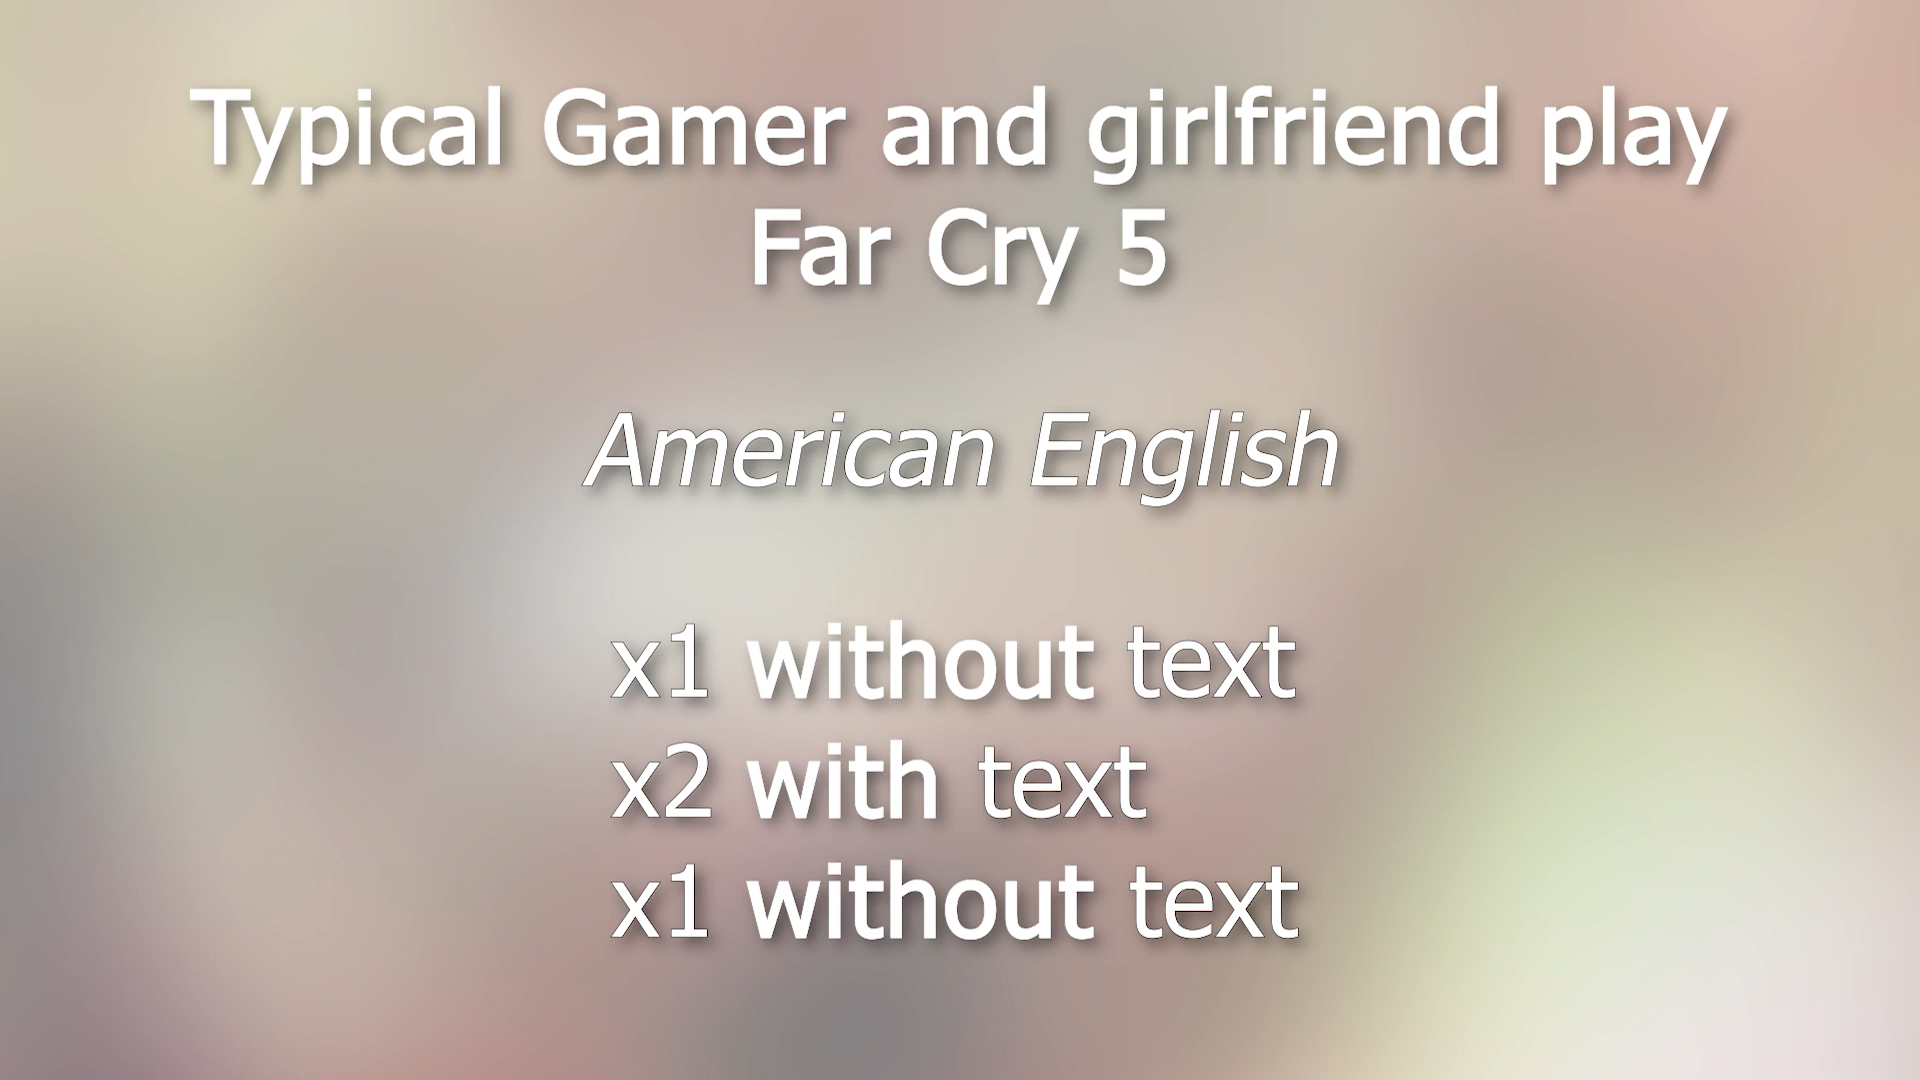 Typical Gamer and girlfriend play
Far Cry 5
American English
x1 without text
x2 with text
x1 without text